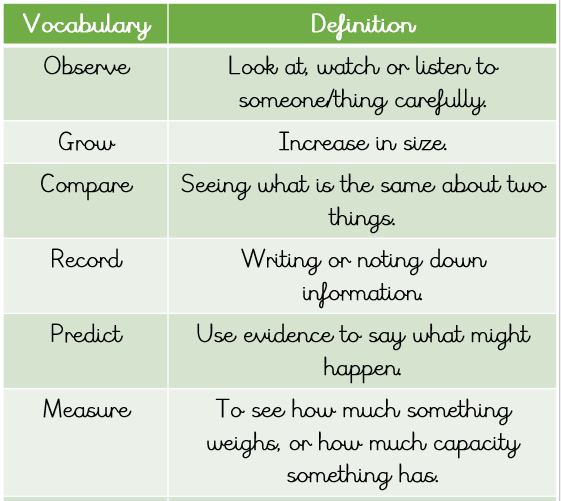 Vocabulary Definition
Observe Look at, watch or listen to
someone/thing carefully.
Grow Increase in size.
Compare Seeing what is the same about two
things.
Record Writing or noting down
information.
Predict Use evidence to say what might
happen.
Measure To see how much something
weighs, or how much capacity
something has.